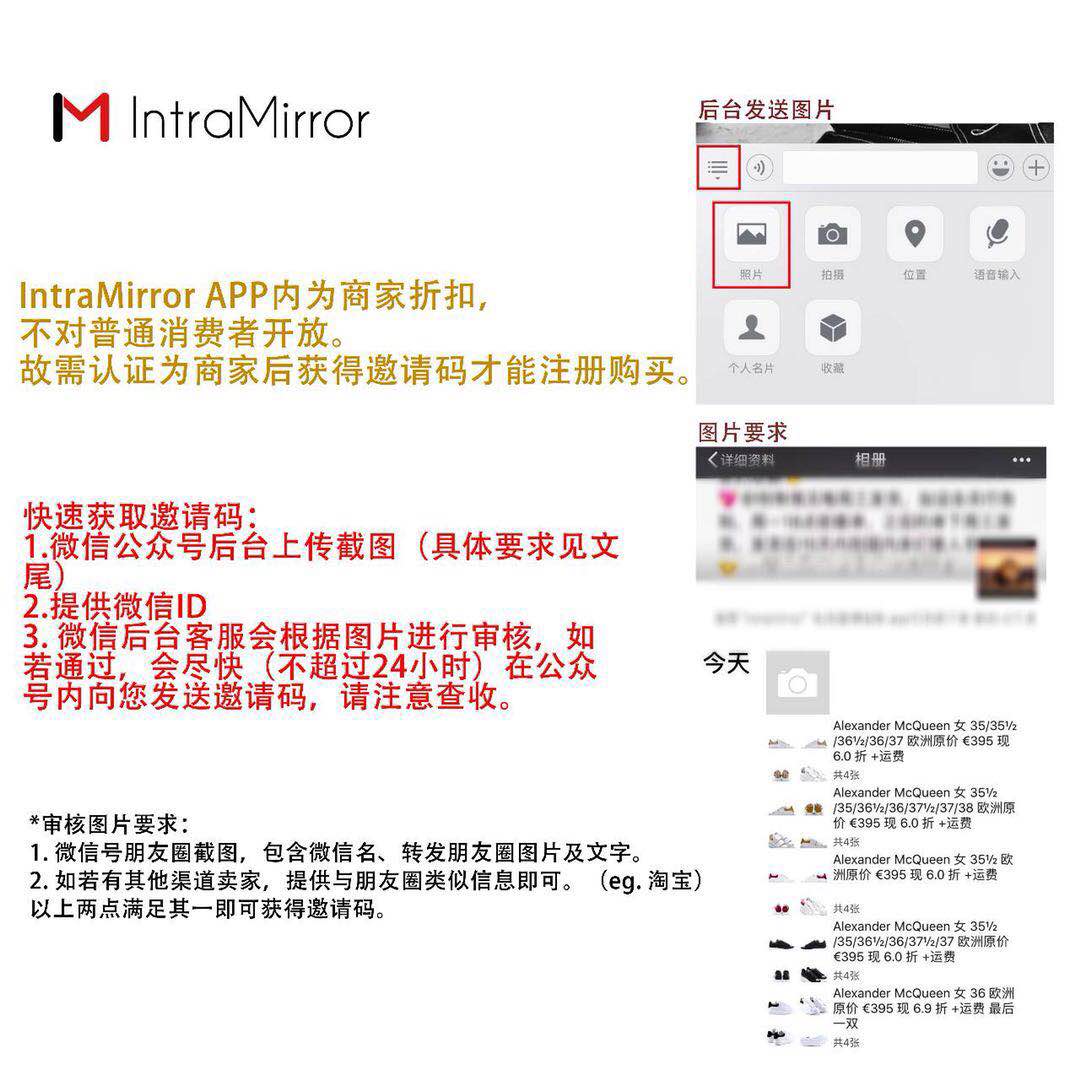 IntraMirror
IntraMirror APP内为商家折扣,
不对普通消费者开放。
故需认证为商家后获得邀请码才能注册购买。
快速获取邀请码：
1.微信公众号后台上传截图（具体要求见文
尾）
2.提供微信ID
3. 微信后台客服会根据图片进行审核，如
若通过，会尽快（不超过24小时）在公众
号内向您发送邀请码，请注意查收。
*审核图片要求：
1. 微信号朋友圈截图，包含微信名、转发朋友圈图片及文字。
2. 如若有其他渠道卖家，提供与朋友圈类似信息即可。（eg. 淘宝）
以上两点满足其一即可获得邀请码。
后台发送图片
照片
拍摄
位置
语音输入
个人名片
收藏
图片要求
详细资料
相册
今天
Alexander McQueen 女 35/35½
/36½/36/37 欧洲原价 €395 现
6.0 折 +运费
共4张
Alexander McQueen 女 35½
/35/36½/36/37½/37/38 欧洲原
价 €395 现 6.0 折 +运费
共4张
Alexander McQueen 女 35½ 欧
洲原价 €395 现 6.0 折 +运费
共4张
Alexander McQueen 女 35½
/35/36½/36/37½/37 欧洲原价
€395 现 6.0 折 +运费
共4张
Alexander McQueen 女 36 欧洲
原价 €395 现 6.9 折 +运费 最后
一双
共4张